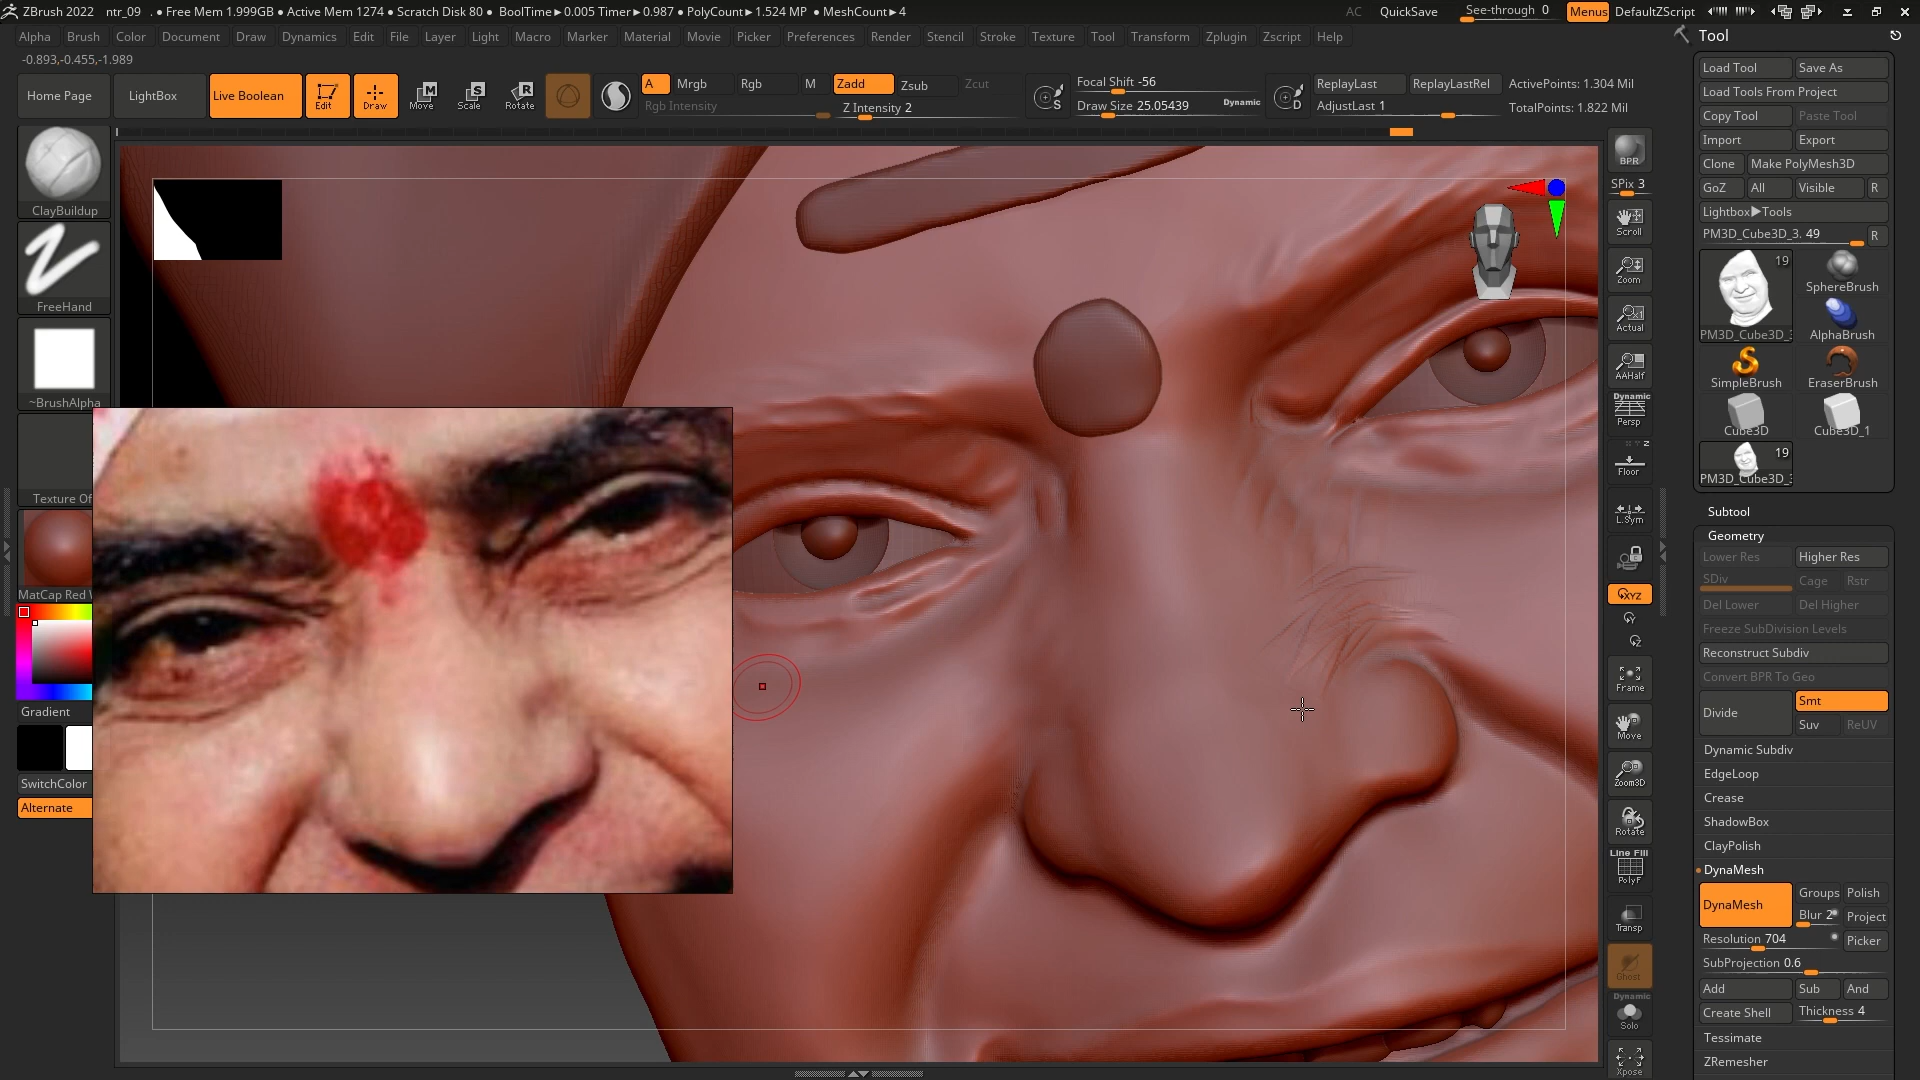 ZBrush 2022 ntr_09 . • Free Mem 1.999GB • Active Mem 1274 • Scratch Disk 80 • BoolTime▶0.005 Timer▶0.987 • PolyCount▶1.524 MP • MeshCount▶4 AC QuickSave See-through 0 Menus DefaultZScript
Alpha Brush Color Document Draw Dynamics Edit File Layer Light Macro Marker Material Movie Picker Preferences Render Stencil Stroke Texture Tool Transform Zplugin Zscript Help
-0.893,-0.455,-1.989
Home Page LightBox Live Boolean Edit Draw Move Scale Rotate
A Mrgb Rgb M Zadd Zsub Zcut
Rgb Intensity Z Intensity 2
S Focal Shift -56
Draw Size 25.05439 Dynamic
D ReplayLast ReplayLastRel
AdjustLast 1
ActivePoints: 1.304 Mil
TotalPoints: 1.822 Mil
ClayBuildup
FreeHand
~BrushAlpha
Texture Of
MatCap Red W
Gradient
SwitchColor
Alternate
BPR
SPix 3
Scroll
Zoom
Actual
AAHalf
Dynamic
Persp
Floor
L.Sym
XYZ
Y
Z
Frame
Move
Zoom3D
Rotate
Line Fill
PolyF
Transp
Ghost
Dynamic
Solo
Xpose
Tool
Load Tool Save As
Load Tools From Project
Copy Tool Paste Tool
Import Export
Clone Make PolyMesh3D
GoZ All Visible R
Lightbox▶Tools
PM3D_Cube3D_3. 49 R
19
SphereBrush
PM3D_Cube3D_3 AlphaBrush
SimpleBrush EraserBrush
Cube3D Cube3D_1
19
PM3D_Cube3D_3
Subtool
Geometry
Lower Res Higher Res
SDiv Cage Rstr
Del Lower Del Higher
Freeze SubDivision Levels
Reconstruct Subdiv
Convert BPR To Geo
Divide Smt
Suv ReUV
Dynamic Subdiv
EdgeLoop
Crease
ShadowBox
ClayPolish
DynaMesh
DynaMesh Groups Polish
Blur 2 Project
Resolution 704 Picker
SubProjection 0.6
Add Sub And
Create Shell Thickness 4
Tessimate
ZRemesher